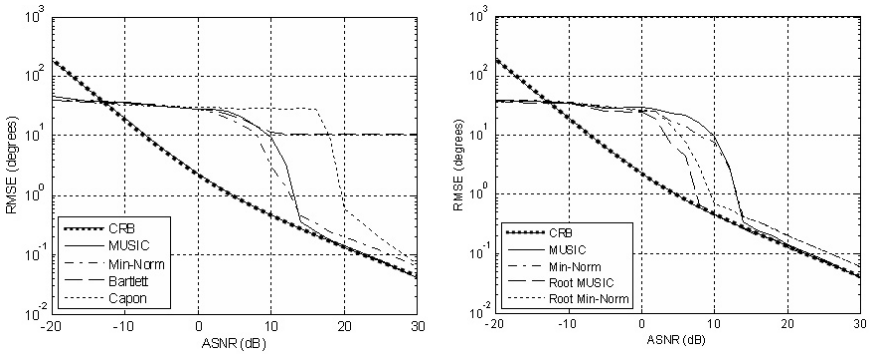 10^3
10^2
10^1
10^0
10^-1
10^-2
RMSE (degrees)
-20 -10 0 10 20 30
ASNR (dB)
CRB
MUSIC
Min-Norm
Bartlett
Capon
10^3
10^2
10^1
10^0
10^-1
10^-2
RMSE (degrees)
-20 -10 0 10 20 30
ASNR (dB)
CRB
MUSIC
Min-Norm
Root MUSIC
Root Min-Norm